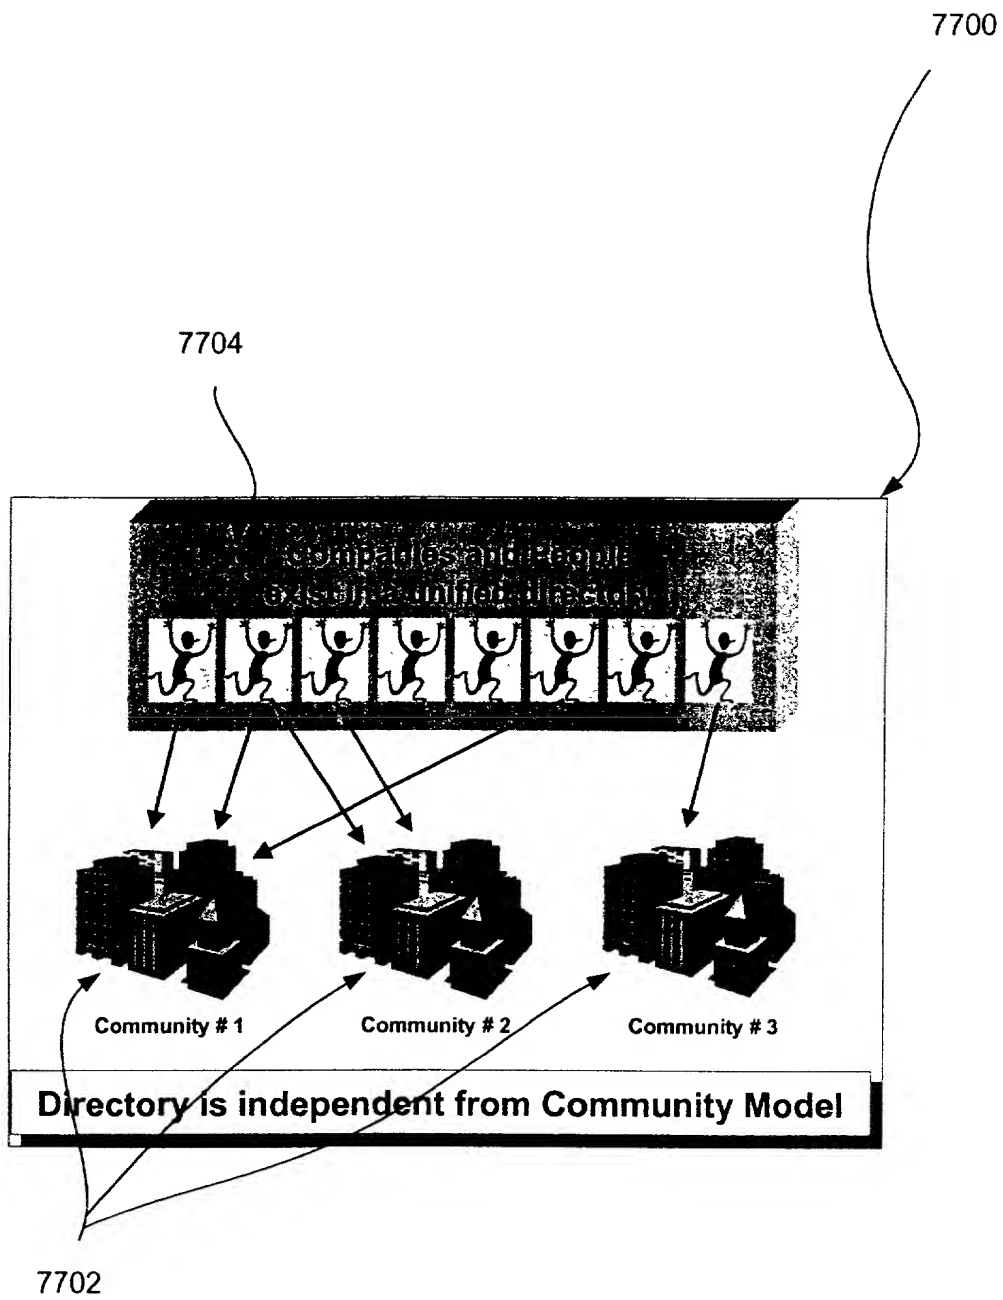 7700
7704
Companies and People
exist in a unified directory
Community # 1
Community # 2
Community # 3
Directory is independent from Community Model
7702